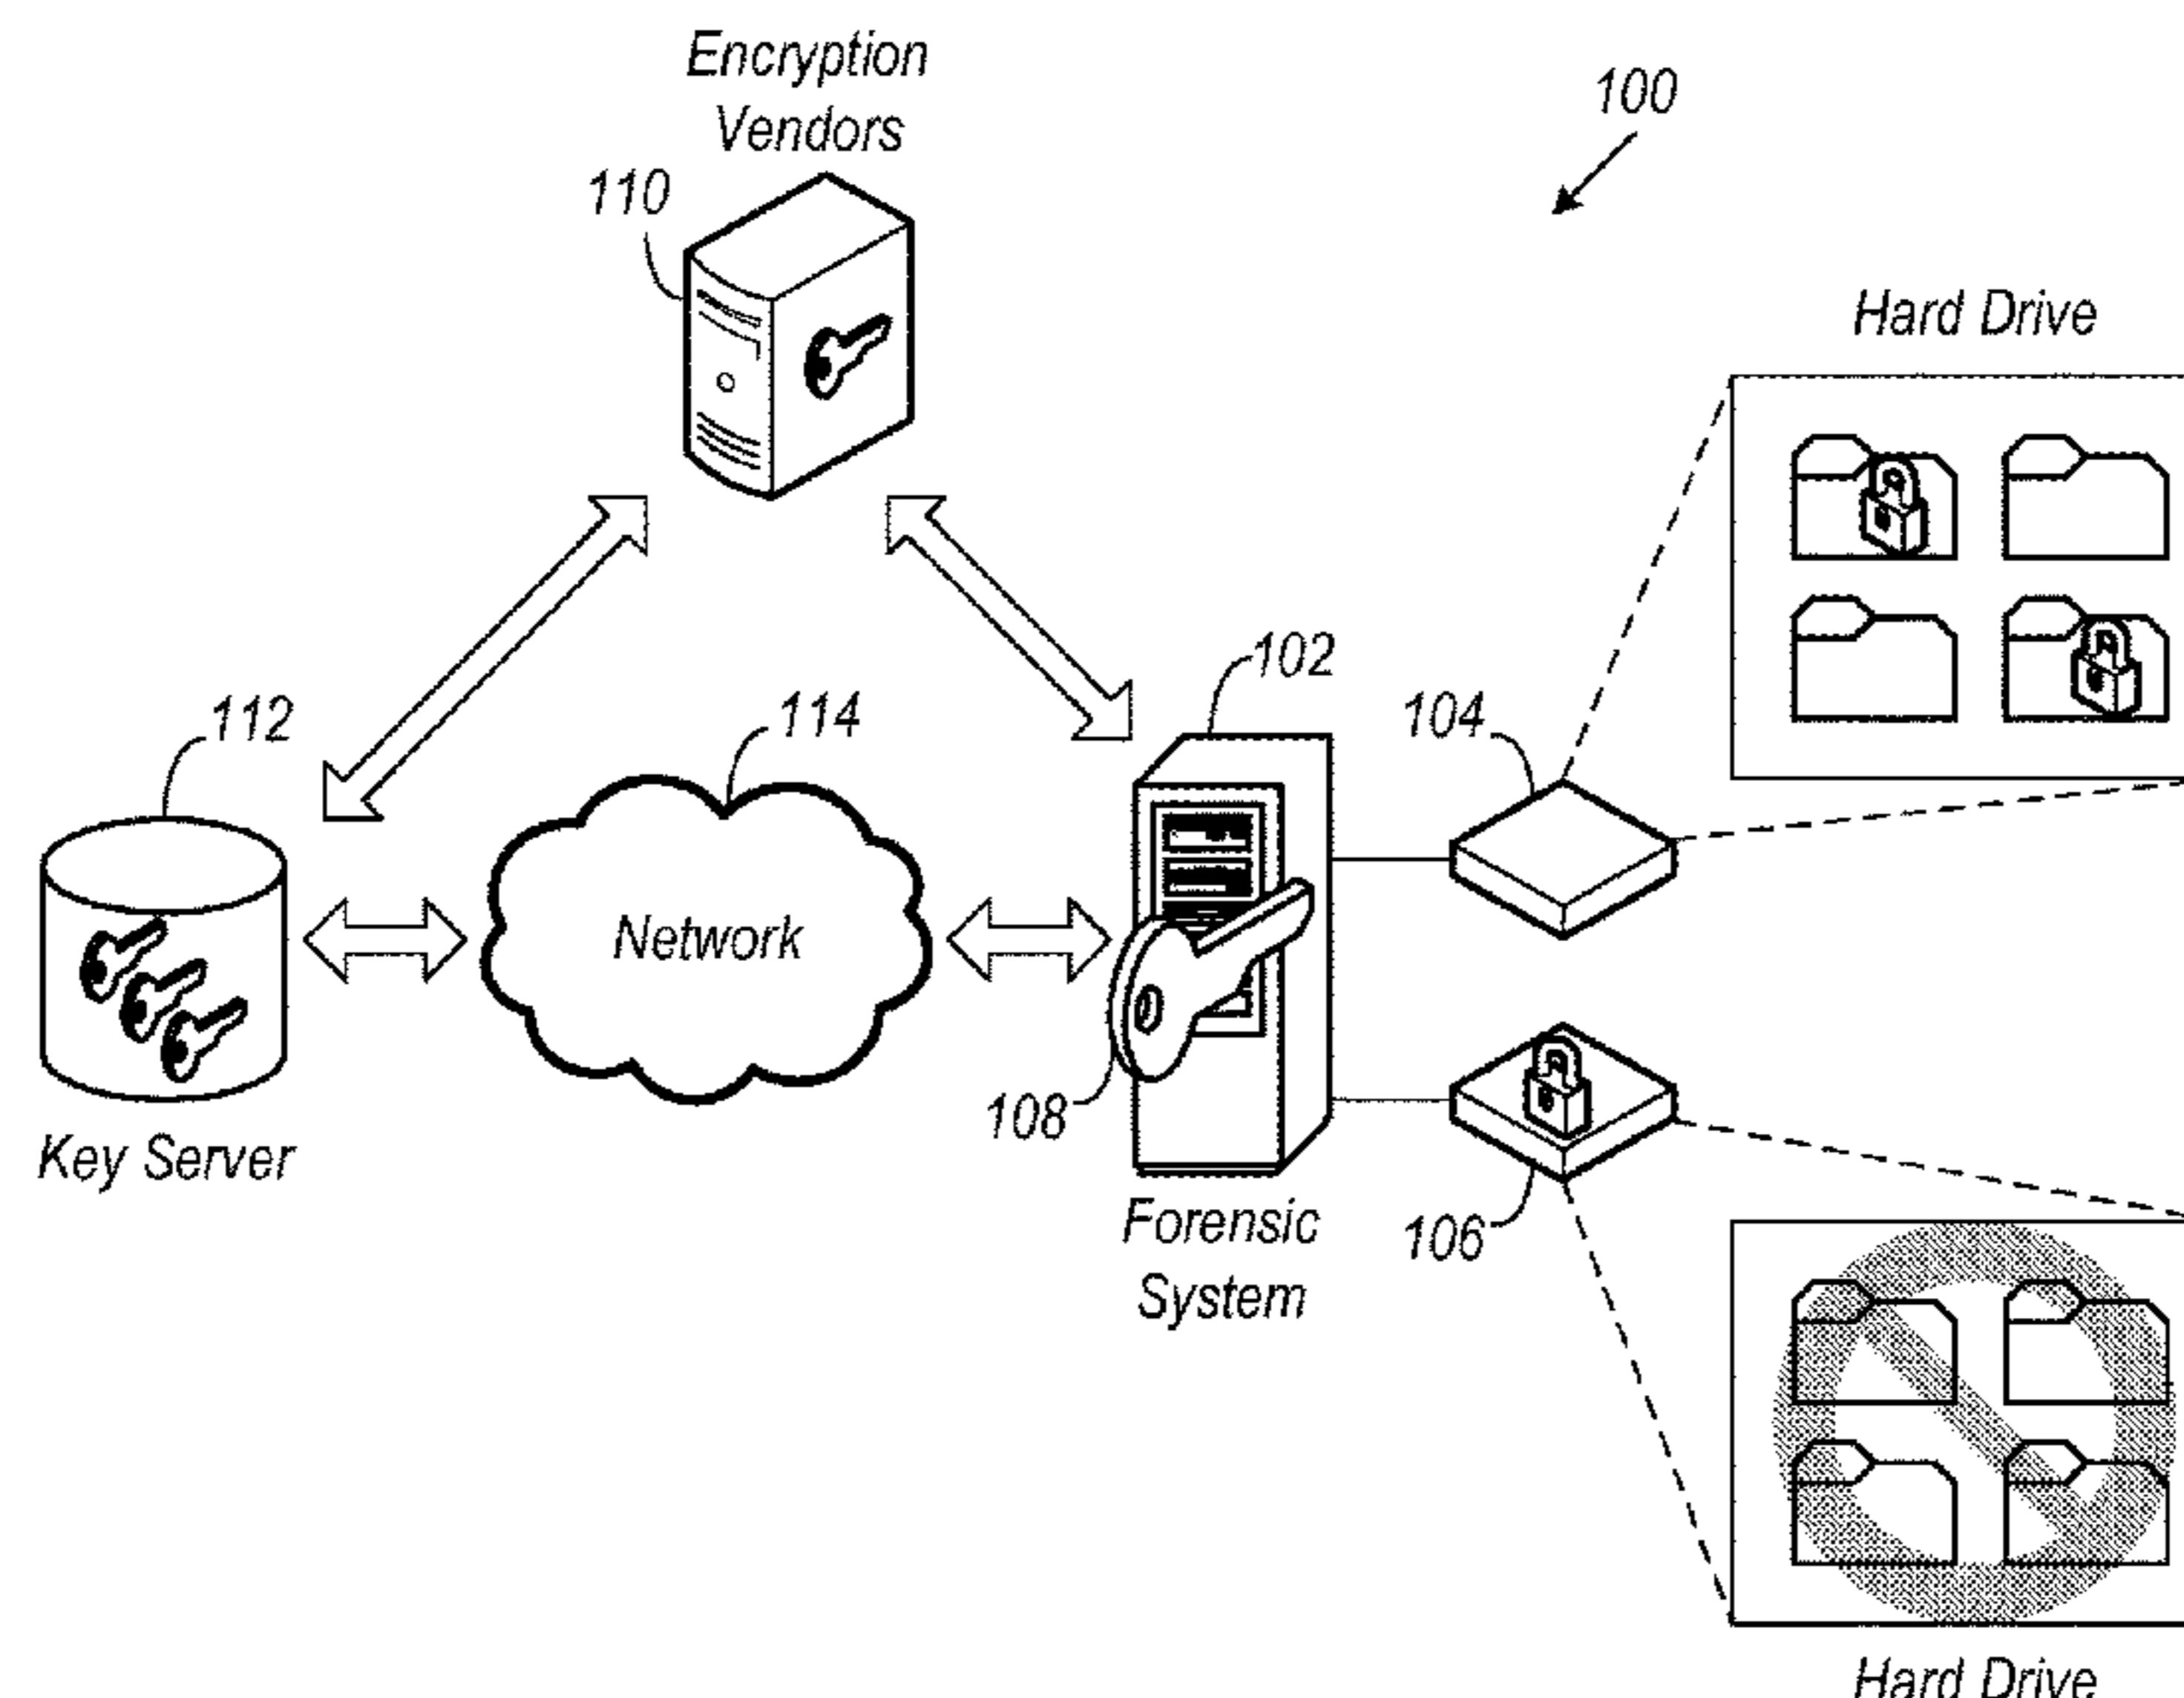 Encryption
Vendors
100
110
Hard Drive
102
104
112
114
Network
108
Key Server
Forensic
System
106
Hard Drive